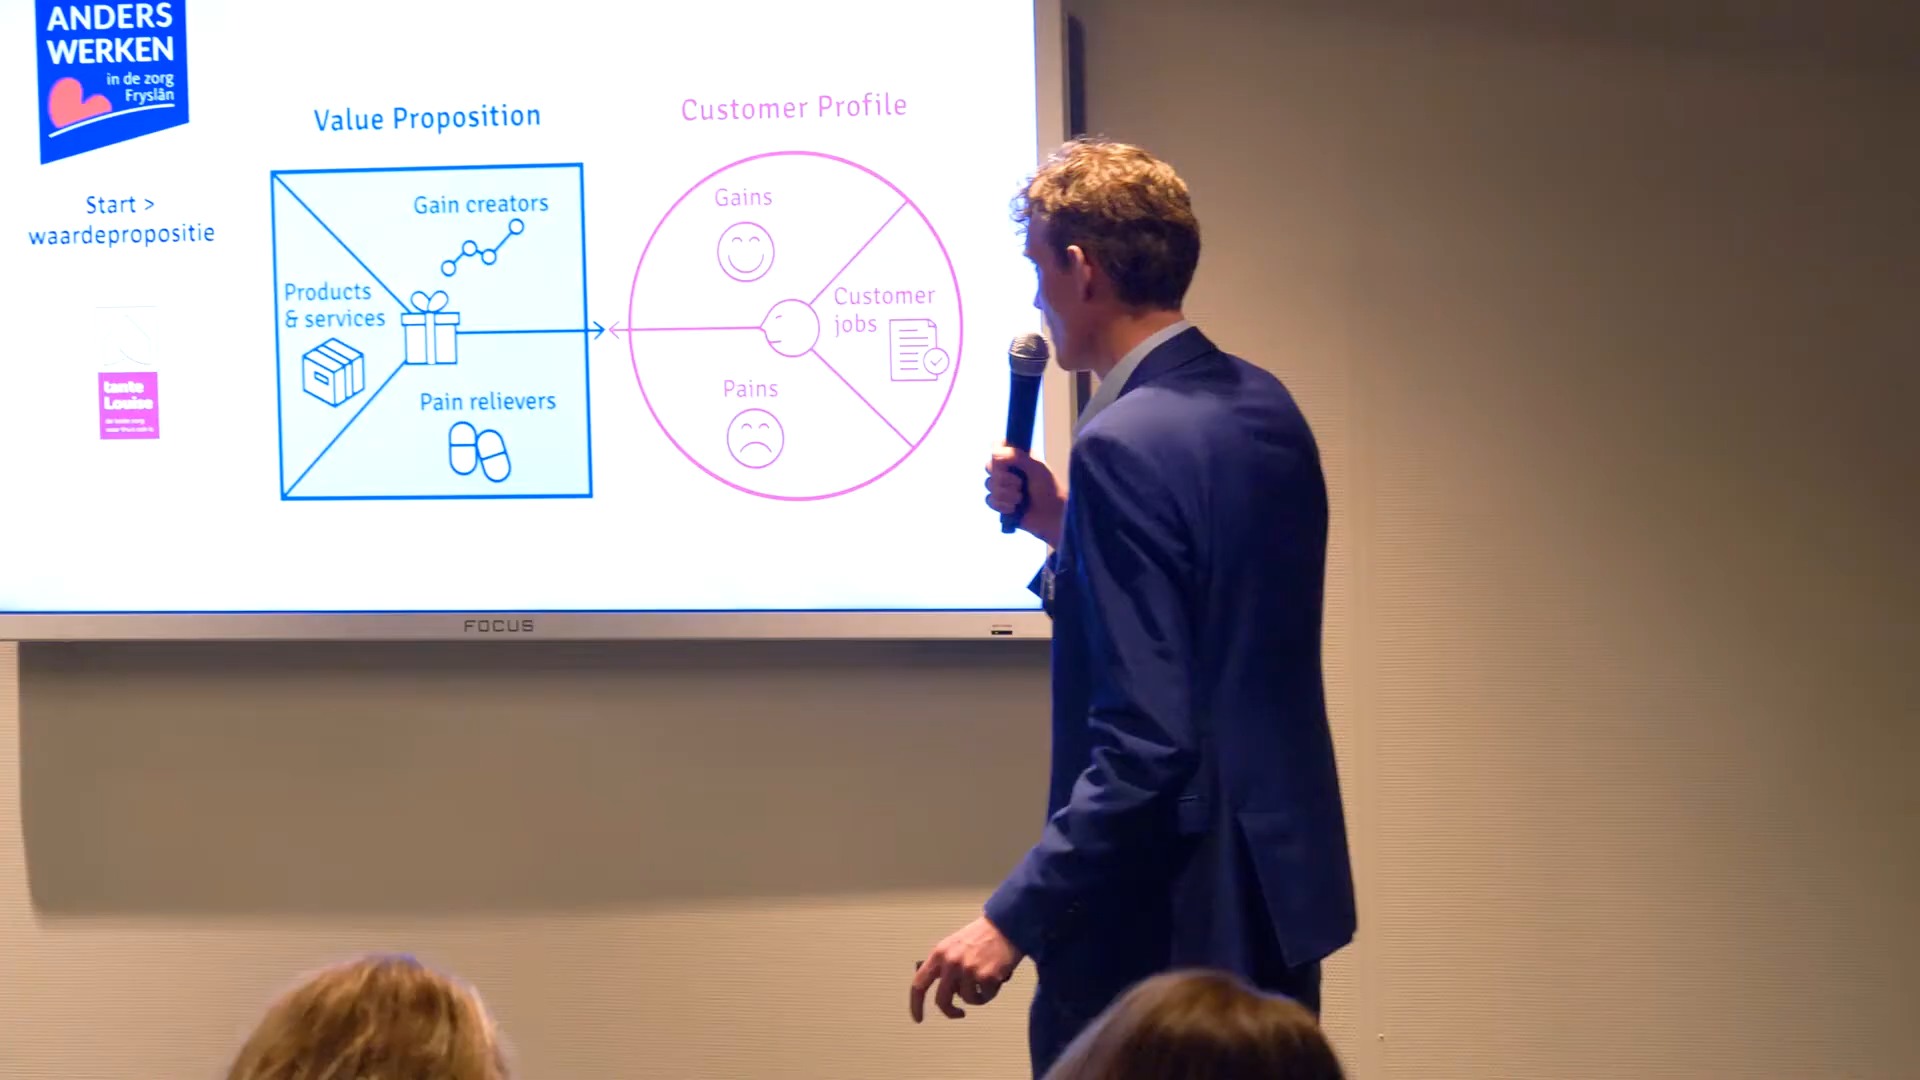 ANDERS
WERKEN
in de zorg
Fryslân
Start >
waardepropositie
tante
Louise
Value Proposition
Gain creators
Products
& services
Pain relievers
Customer Profile
Gains
Customer
jobs
Pains
FOCUS